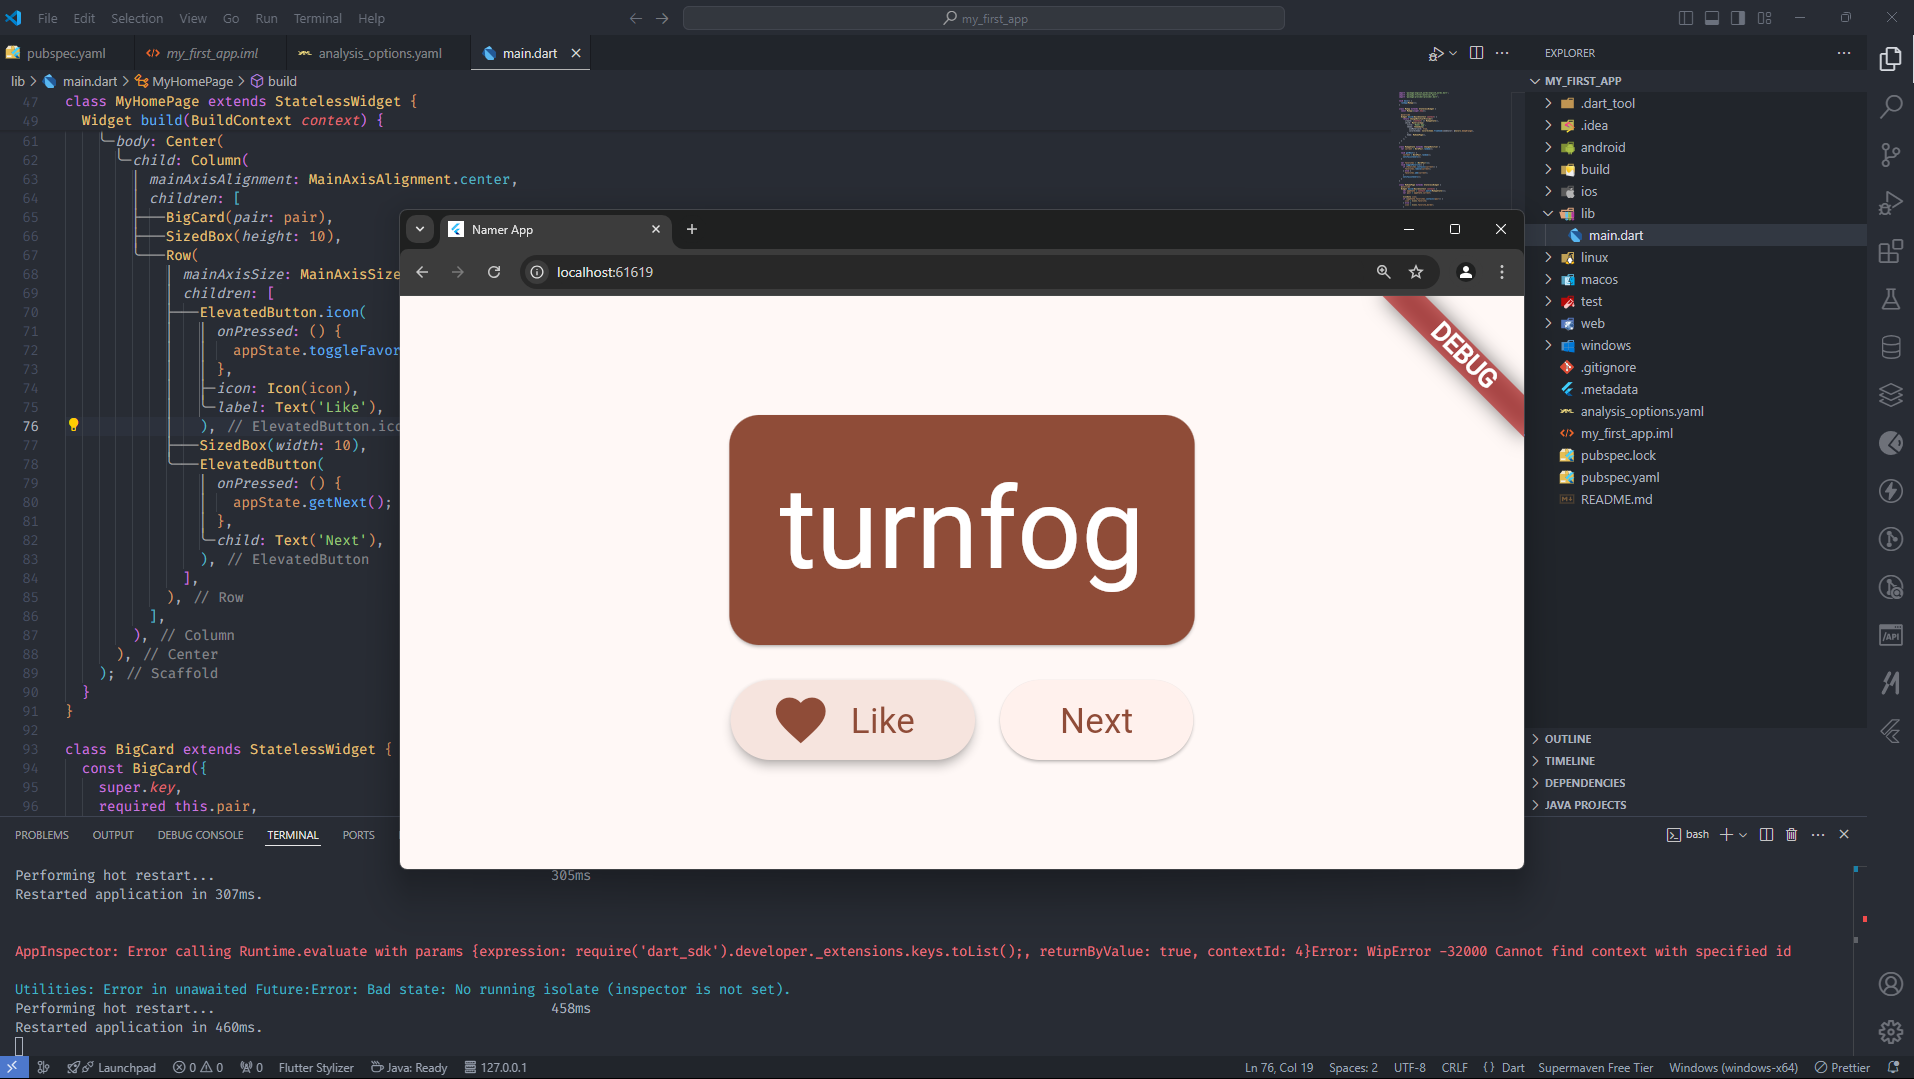 File Edit Selection View Go Run Terminal Help
my_first_app
pubspec.yaml my_first_app.iml analysis_options.yaml main.dart
lib > main.dart > MyHomePage > build
47 class MyHomePage extends StatelessWidget {
49 Widget build(BuildContext context) {
61 body: Center(
62 child: Column(
63 mainAxisAlignment: MainAxisAlignment.center,
64 children: [
65 BigCard(pair: pair),
66 SizedBox(height: 10),
67 Row(
68 mainAxisSize: MainAxisSize
69 children: [
70 ElevatedButton.icon(
71 onPressed: () {
72 appState.toggleFavor
73 },
74 icon: Icon(icon),
75 label: Text('Like'),
76 ), // ElevatedButton.ico
77 SizedBox(width: 10),
78 ElevatedButton(
79 onPressed: () {
80 appState.getNext();
81 },
82 child: Text('Next'),
83 ), // ElevatedButton
84 ],
85 ), // Row
86 ],
87 ), // Column
88 ), // Center
89 ); // Scaffold
90 }
91 }
92
93 class BigCard extends StatelessWidget {
94 const BigCard({
95 super.key,
96 required this.pair,
Namer App
localhost:61619
DEBUG
turnfog
Like
Next
EXPLORER
MY_FIRST_APP
.dart_tool
.idea
android
build
ios
lib
main.dart
linux
macos
test
web
windows
.gitignore
.metadata
analysis_options.yaml
my_first_app.iml
pubspec.lock
pubspec.yaml
README.md
OUTLINE
TIMELINE
DEPENDENCIES
JAVA PROJECTS
PROBLEMS OUTPUT DEBUG CONSOLE TERMINAL PORTS
bash
Performing hot restart... 305ms
Restarted application in 307ms.
AppInspector: Error calling Runtime.evaluate with params {expression: require('dart_sdk').developer._extensions.keys.toList();, returnByValue: true, contextId: 4}Error: WipError -32000 Cannot find context with specified id
Utilities: Error in unawaited Future:Error: Bad state: No running isolate (inspector is not set).
Performing hot restart... 458ms
Restarted application in 460ms.
Launchpad 0 0 0 Flutter Stylizer Java: Ready 127.0.0.1 Ln 76, Col 19 Spaces: 2 UTF-8 CRLF { } Dart Supermaven Free Tier Windows (windows-x64) Prettier